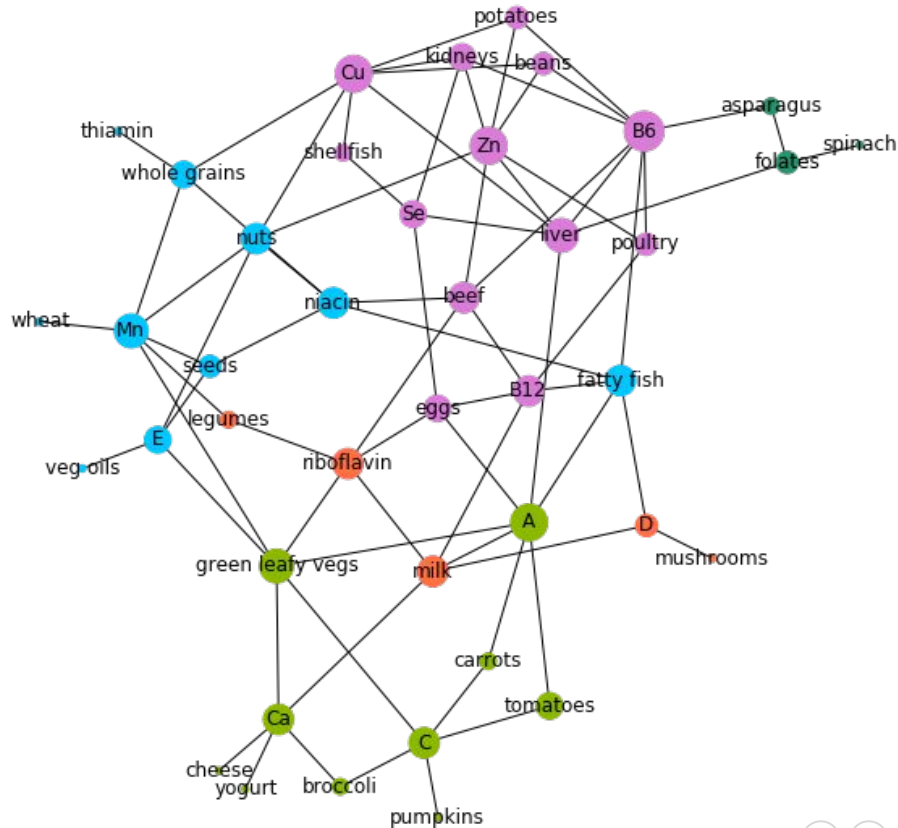 potatoes
kidneys
beans
Cu
asparagus
thiamin
B6
Zn
spinach
shellfish
folates
whole grains
Se
nuts
liver
poultry
niacin
beef
wheat
Mn
seeds
fatty fish
B12
eggs
legumes
E
veg oils
riboflavin
A
D
mushrooms
green leafy vegs
milk
carrots
tomatoes
Ca
C
cheese
yogurt
broccoli
pumpkins